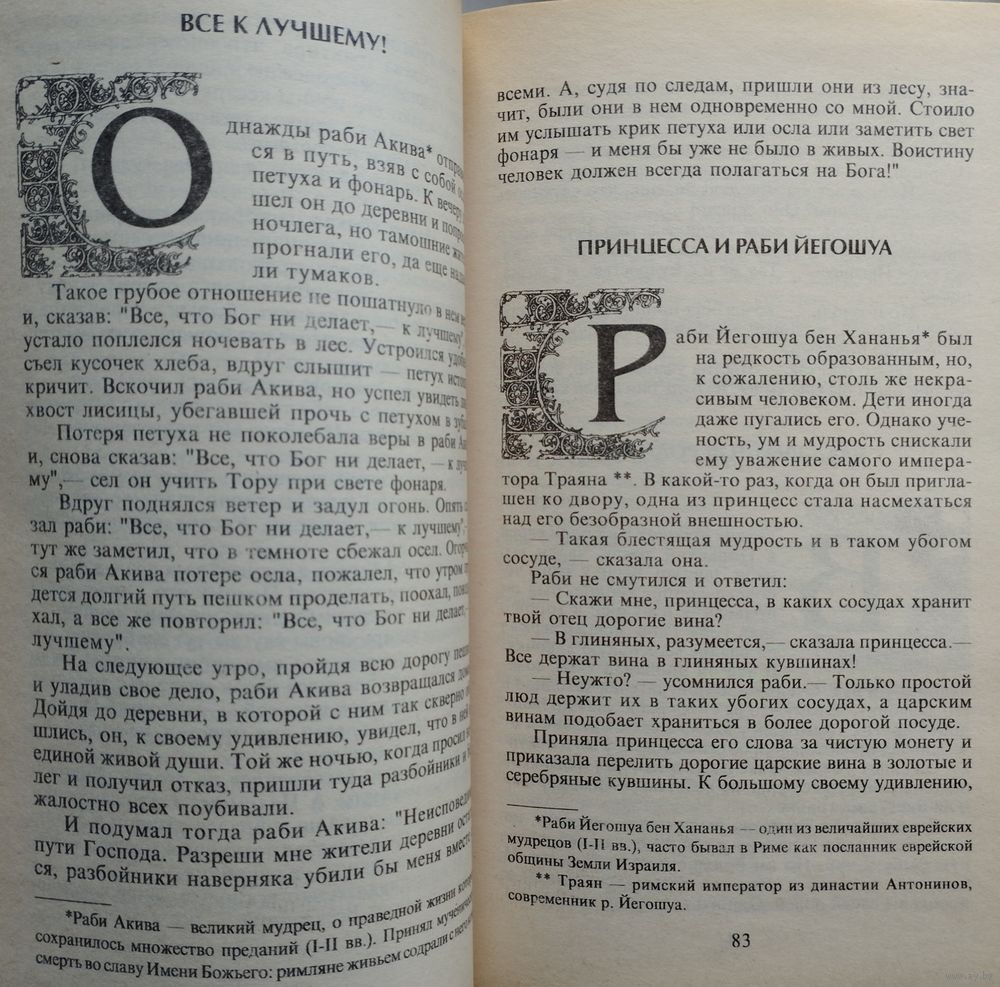 ВСЕ К ЛУЧШЕМУ!
Однажды раби Акива*
ся в путь, взяв с собой
петуха и фонарь. К вечеру
шел он до деревни и
ночлега, но тамошние
прогнали его, да еще
ли тумаков.
Такое грубое отношение не пошатнуло в нем
и, сказав: "Все, что Бог ни делает,— к лучшему"
устало поплелся ночевать в лес. Устроился
съел кусочек хлеба, вдруг слышит — петух
кричит. Вскочил раби Акива, но успел увидеть
хвост лисицы, убегавшей прочь с петухом в
Потеря петуха не поколебала веры в раби
и, снова сказав: "Все, что Бог ни делает, — к
му",— сел он учить Тору при свете фонаря.
Вдруг поднялся ветер и задул огонь. Опять
зал раби: "Все, что Бог ни делает,— к лучшему"
тут же заметил, что в темноте сбежал осел.
ся раби Акива потере осла, пожалел, что утром
дется долгий путь пешком проделать, поохал,
хал, а все же повторил: "Все, что Бог ни делает,—
лучшему".
На следующее утро, пройдя всю дорогу
и уладив свое дело, раби Акива возвращался
Дойдя до деревни, в которой с ним так скверно
шлись, он, к своему удивлению, увидел, что в ней
единой живой души. Той же ночью, когда просил
лег и получил отказ, пришли туда разбойники и
жалостно всех поубивали.
И подумал тогда раби Акива:
пути Господа. Разреши мне жители деревни
ся, разбойники наверняка убили бы меня вместе
*Раби Акива — великий мудрец, о праведной жизни
сохранилось множество преданий (I-II вв.). Принял
смерть во славу Имени Божьего: римляне живьем содрали с него
всеми. А, судя по следам, пришли они из лесу, зна-
чит, были они в нем одновременно со мной. Стоило
им услышать крик петуха или осла или заметить свет
фонаря — и меня бы уже не было в живых. Воистину
человек должен всегда полагаться на Бога!"
ПРИНЦЕССА И РАБИ ЙЕГОШУА
Раби Йегошуа бен Хананья* был
на редкость образованным, но,
к сожалению, столь же некра-
сивым человеком. Дети иногда
даже пугались его. Однако уче-
ность, ум и мудрость снискали
ему уважение самого импера-
тора Траяна **. В какой-то раз, когда он был пригла-
шен ко двору, одна из принцесс стала насмехаться
над его безобразной внешностью.
— Такая блестящая мудрость и в таком убогом
сосуде, — сказала она.
Раби не смутился и ответил:
— Скажи мне, принцесса, в каких сосудах хранит
твой отец дорогие вина?
— В глиняных, разумеется,— сказала принцесса.—
Все держат вина в глиняных кувшинах!
— Неужто? — усомнился раби.— Только простой
люд держит их в таких убогих сосудах, а царским
винам подобает храниться в более дорогой посуде.
Приняла принцесса его слова за чистую монету и
приказала перелить дорогие царские вина в золотые и
серебряные кувшины. К большому своему удивлению,
*Раби Йегошуа бен Хананья — один из величайших еврейских
мудрецов (I-II вв.), часто бывал в Риме как посланник еврейской
общины Земли Израиля.
** Траян — римский император из династии Антонинов,
современник р. Йегошуа.
83